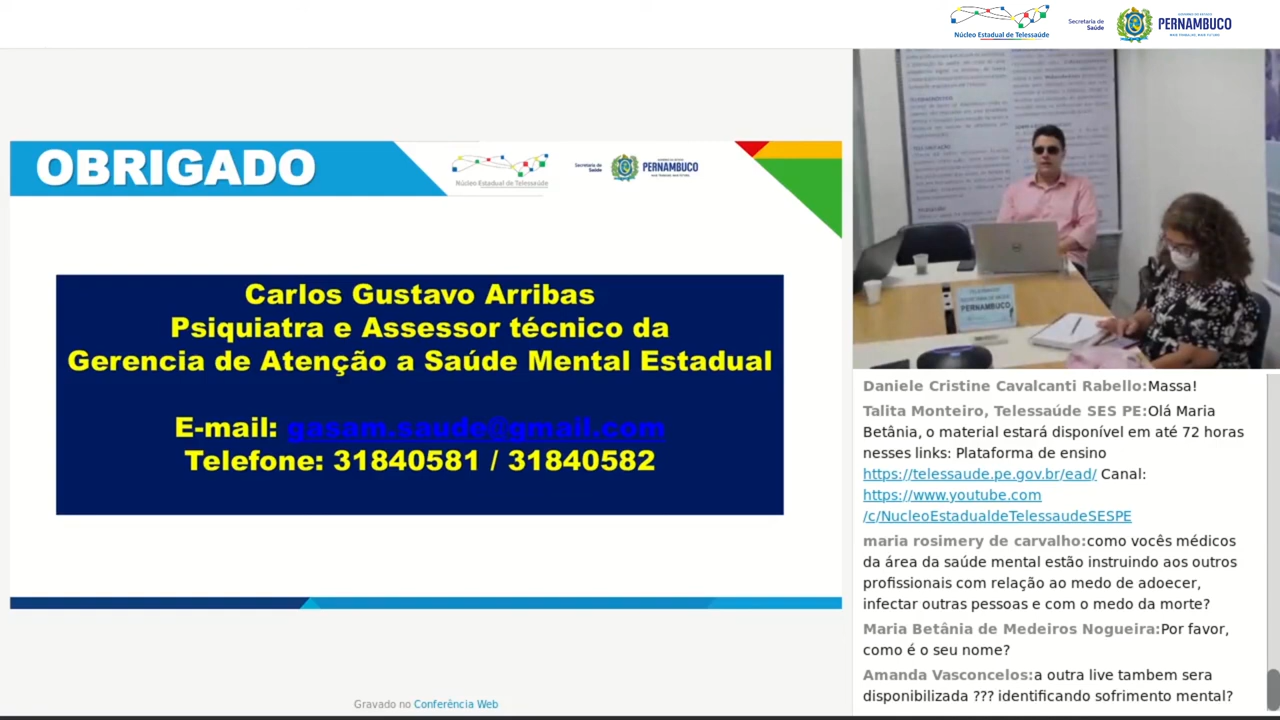 Núcleo Estadual de Telessaúde
Secretaria de
Saúde
PERNAMBUCO
OBRIGADO
Núcleo Estadual de Telessaúde
Secretaria de
Saúde
PERNAMBUCO
Carlos Gustavo Arribas
Psiquiatra e Assessor técnico da
Gerencia de Atenção a Saúde Mental Estadual
E-mail: gasam.saude@gmail.com
Telefone: 31840581 / 31840582
Gravado no Conferência Web
PERNAMBUCO
Daniele Cristine Cavalcanti Rabello:Massa!
Talita Monteiro, Telessaúde SES PE:Olá Maria
Betânia, o material estará disponível em até 72 horas
nesses links: Plataforma de ensino
https://telessaude.pe.gov.br/ead/ Canal:
https://www.youtube.com
/c/NucleoEstadualdeTelessaudeSESPE
maria rosimery de carvalho:como vocês médicos
da área da saúde mental estão instruindo aos outros
profissionais com relação ao medo de adoecer,
infectar outras pessoas e com o medo da morte?
Maria Betânia de Medeiros Nogueira:Por favor,
como é o seu nome?
Amanda Vasconcelos:a outra live tambem sera
disponibilizada ??? identificando sofrimento mental?